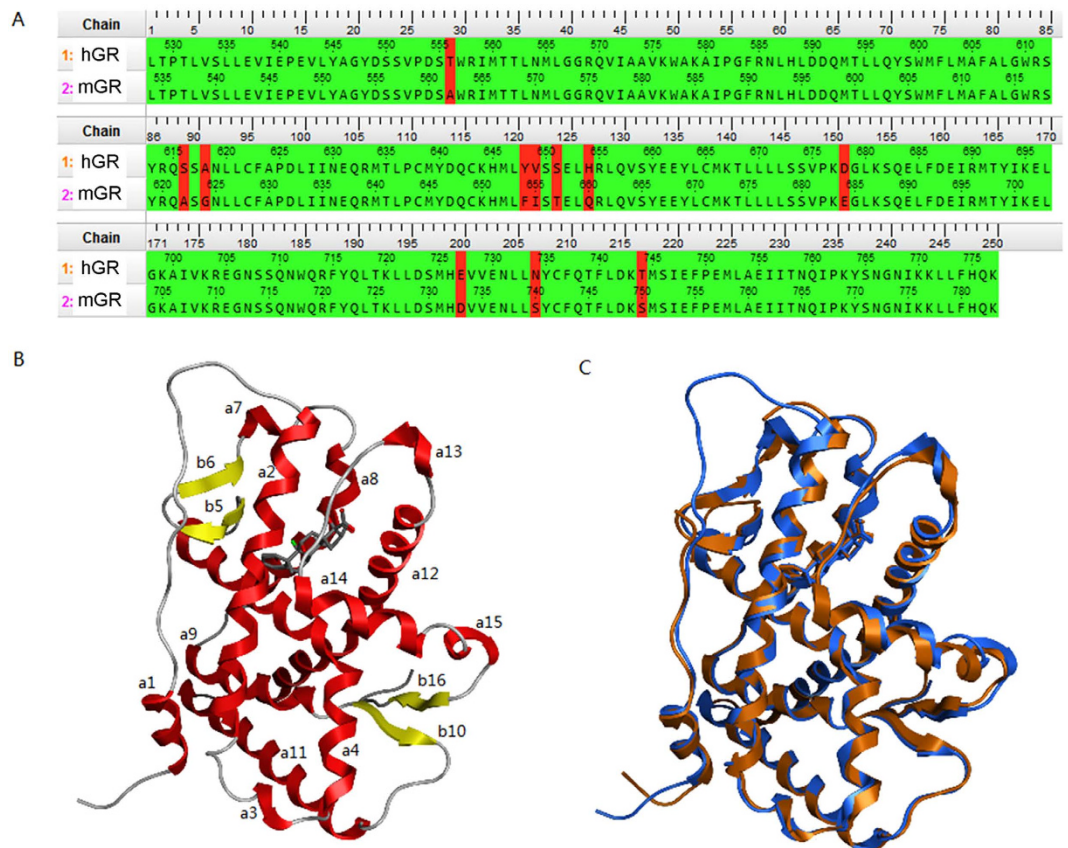 A
Chain 1 5 10 15 20 25 30 35 40 45 50 55 60 65 70 75 80 85
530 535 540 545 550 555 560 565 570 575 580 585 590 595 600 605 610
1: hGR LTPTLVSLLEVIEPEVLYAGYDSSVPDSTWRIMTTLNMLGGRQVIAAVKWAKAIPGFRNLHLDDQMTLLQYSWMFLMAFALGWRS
535 540 545 550 555 560 565 570 575 580 585 590 595 600 605 610 615
2: mGR LTPTLVSLLEVIEPEVLYAGYDSSVPDSAWRIMTTLNMLGGRQVIAAVKWAKAIPGFRNLHLDDQMTLLQYSWMFLMAFALGWRS
Chain 86 90 95 100 105 110 115 120 125 130 135 140 145 150 155 160 165 170
615 620 625 630 635 640 645 650 655 660 665 670 675 680 685 690 695
1: hGR YRQSSANLLCFAPDLIINEQRMTLPCMYDQCKHMLYVSSELHRLQVSYEEYLCMKTLLLLSSVPKDGLKSQELFDEIRMTYIKEL
620 625 630 635 640 645 650 655 660 665 670 675 680 685 690 695 700
2: mGR YRQASGNLLCFAPDLIINEQRMTLPCMYDQCKHMLFISTELQRLQVSYEEYLCMKTLLLLSSVPKEGLKSQELFDEIRMTYIKEL
Chain 171 175 180 185 190 195 200 205 210 215 220 225 230 235 240 245 250
700 705 710 715 720 725 730 735 740 745 750 755 760 765 770 775
1: hGR GKAIVKREGNSSQNWQRFYQLTKLLDSMHEVVENLLNYCFQTFLDKTMSIEFPEMLAEIITNQIPKYSNGNIKKLLFHQK
705 710 715 720 725 730 735 740 745 750 755 760 765 770 775 780
2: mGR GKAIVKREGNSSQNWQRFYQLTKLLDSMHDVVENLLSYCFQTFLDKSMSIEFPEMLAEIITNQIPKYSNGNIKKLLFHQK
B
a7
b6
a2
a8
a13
b5
a12
a14
a9
a15
a1
b16
b10
a11
a4
a3
C